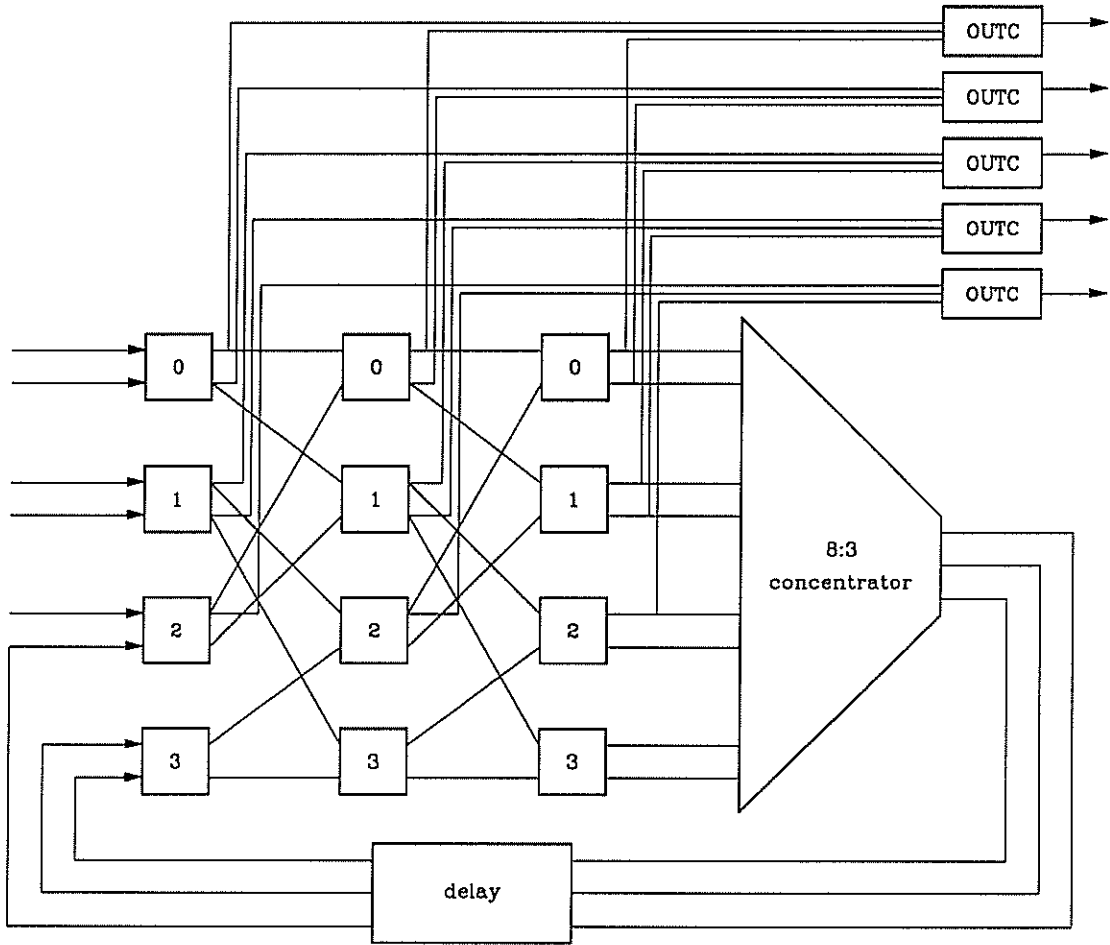 OUTC
OUTC
OUTC
OUTC
OUTC
0 0 0
1 1 1
8:3
concentrator
2 2 2
3 3 3
delay